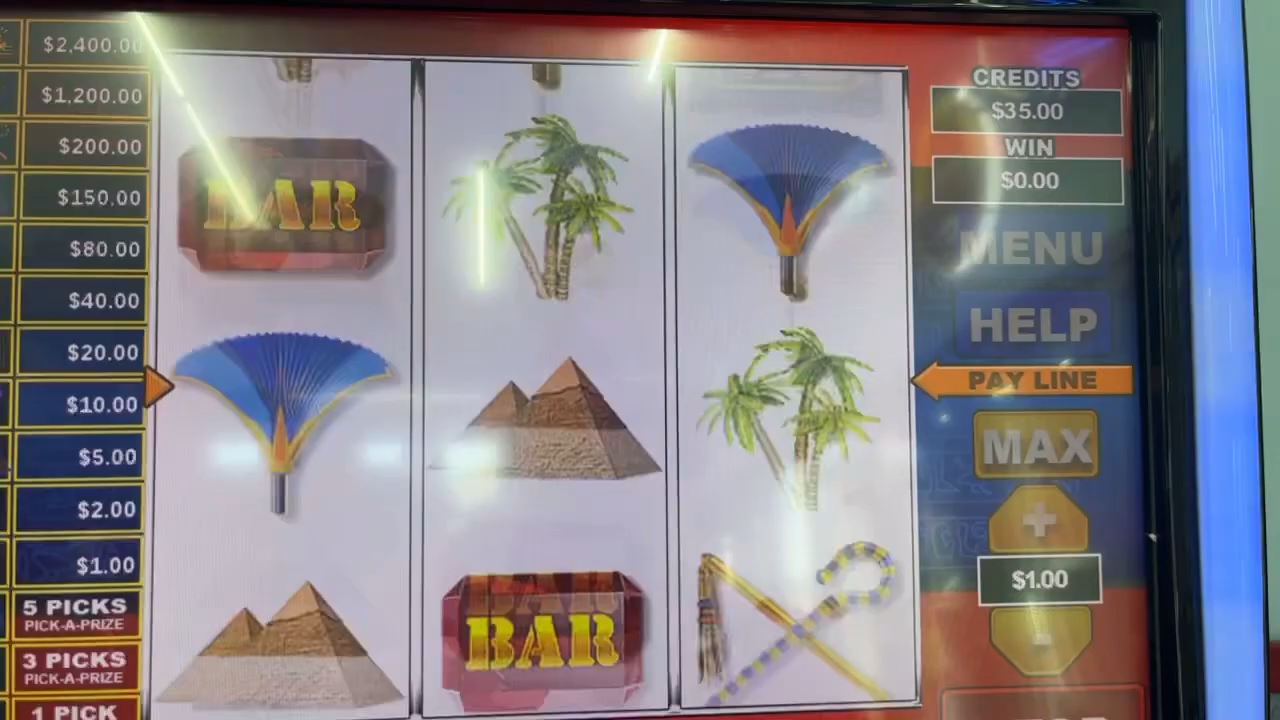 $2,400.00
$1,200.00
$200.00
$150.00
$80.00
$40.00
$20.00
$10.00
$5.00
$2.00
$1.00
5 PICKS
PICK-A-PRIZE
3 PICKS
PICK-A-PRIZE
1 PICK
BAR
BAR
CREDITS
$35.00
WIN
$0.00
MENU
HELP
PAY LINE
MAX
+
$1.00
-